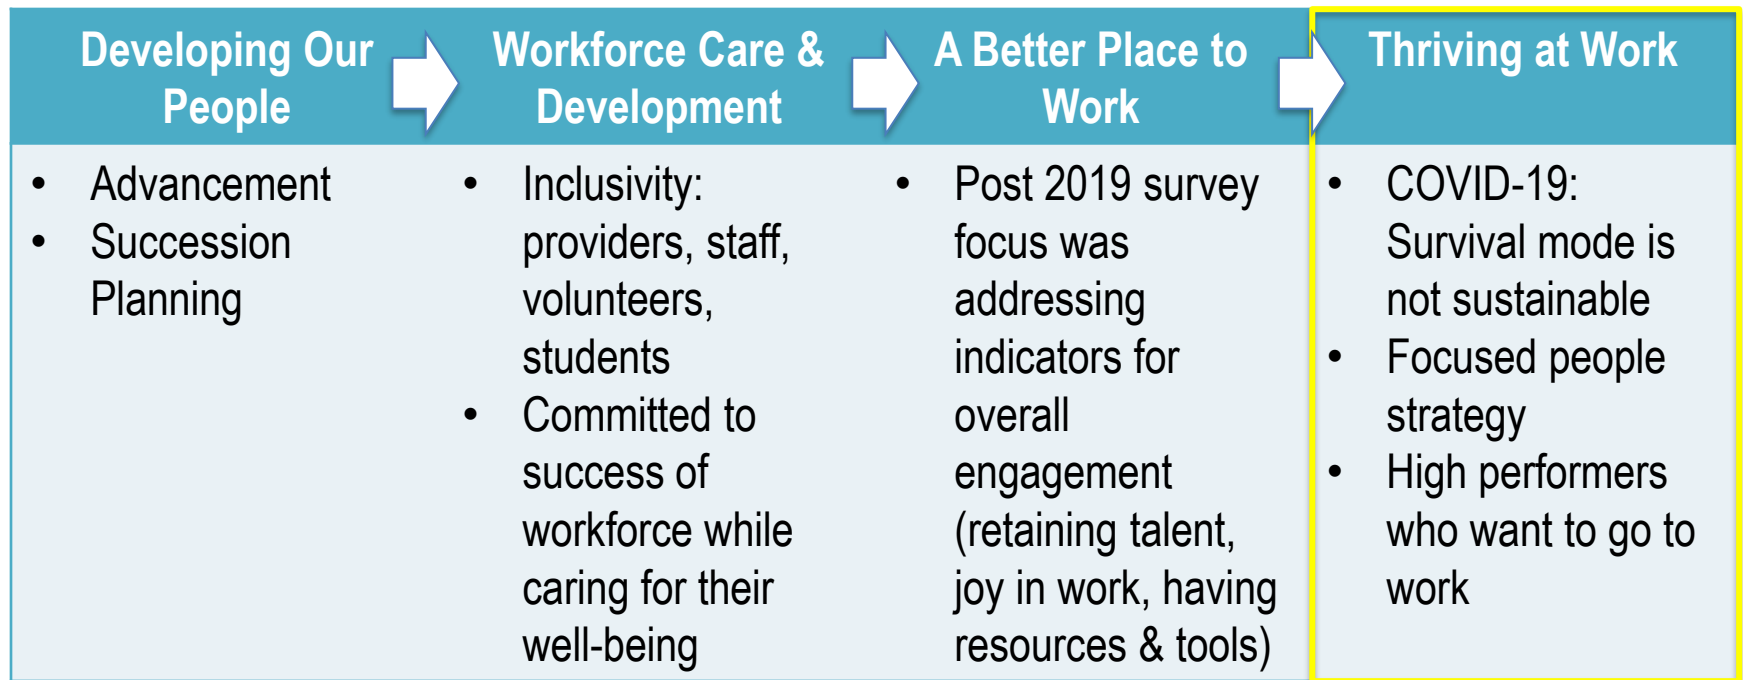 Developing Our
People
Workforce Care &
Development
A Better Place to
Work
Thriving at Work
• Advancement
• Succession
Planning
• Inclusivity:
providers, staff,
volunteers,
students
• Committed to
success of
workforce while
caring for their
well-being
• Post 2019 survey
focus was
addressing
indicators for
overall
engagement
(retaining talent,
joy in work, having
resources & tools)
• COVID-19:
Survival mode is
not sustainable
• Focused people
strategy
• High performers
who want to go to
work